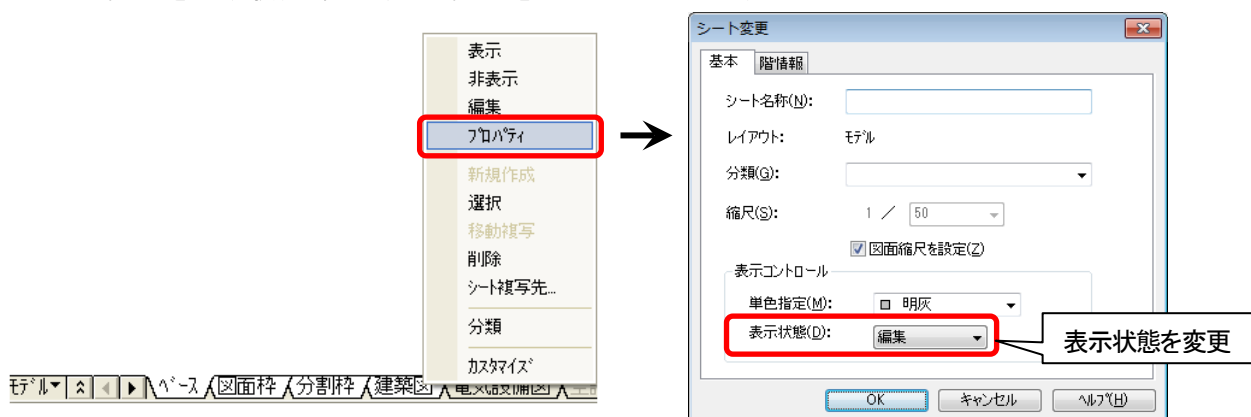 表示
非表示
編集
ﾌﾟﾛﾊﾟﾃｨ
新規作成
選択
移動複写
削除
ｼｰﾄ複写先...
分類
ｶｽﾀﾏｲｽﾞ
ﾓﾃﾞﾙ
ﾍﾞｰｽ
図面枠
分割枠
建築図
電気設備図
シート変更
基本
階情報
シート名称(N):
レイアウト: ﾓﾃﾞﾙ
分類(G):
縮尺(S): 1 ／ 50
図面縮尺を設定(Z)
表示コントロール
単色指定(M): 明灰
表示状態(D): 編集
表示状態を変更
OK
キャンセル
ﾍﾙﾌﾟ(H)